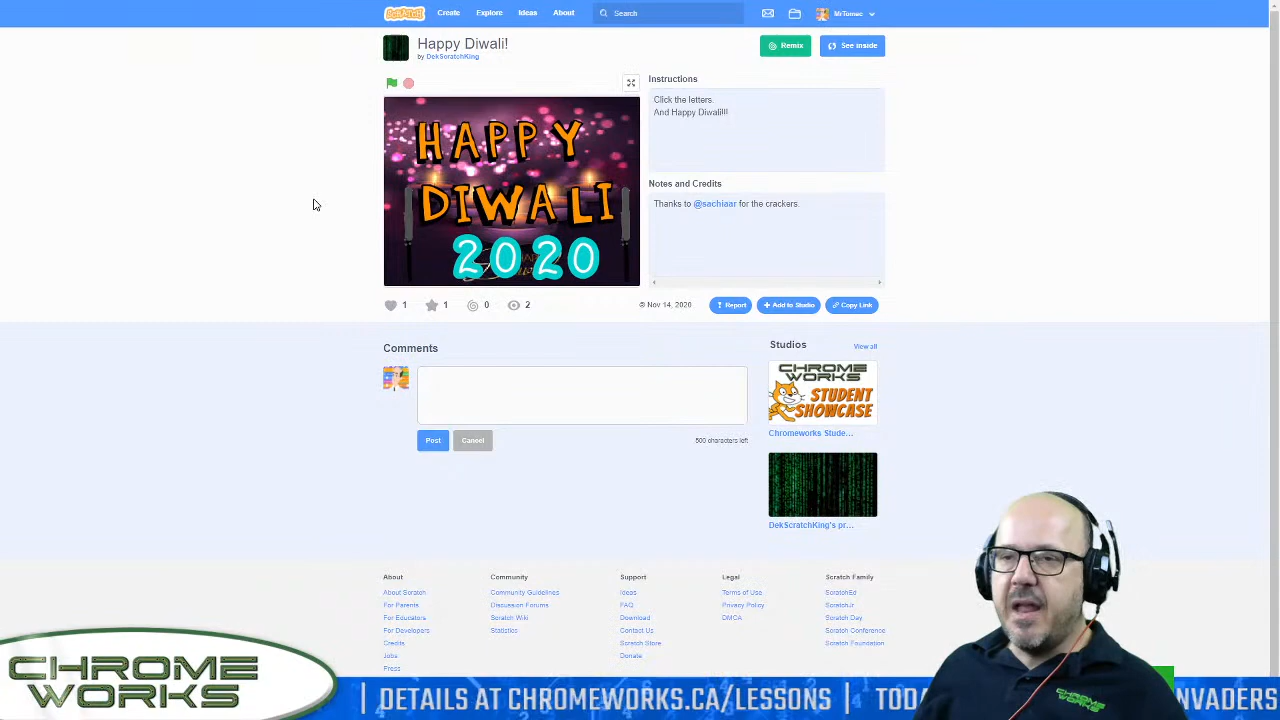 SCRATCH Create Explore Ideas About Search MrTomac
Happy Diwali!
by DekScratchKing
Remix See inside
HAPPY
DIWALI
2020
Instructions
Click the letters.
And Happy Diwali!!!
Notes and Credits
Thanks to @sachiaar for the crackers.
1 1 0 2 © Nov 14, 2020 Report Add to Studio Copy Link
Comments
Post Cancel 500 characters left
Studios View all
CHROME
WORKS
STUDENT
SHOWCASE
Chromeworks Stude...
DekScratchKing's pr...
About Community Support Legal Scratch Family
About Scratch Community Guidelines Ideas Terms of Use ScratchEd
For Parents Discussion Forums FAQ Privacy Policy ScratchJr
For Educators Scratch Wiki Download DMCA Scratch Day
For Developers Statistics Contact Us Scratch Conference
Credits Scratch Store Scratch Foundation
Jobs Donate
Press
CHROME
WORKS
| DETAILS AT CHROMEWORKS.CA/LESSONS | TOD
NVADERS
CHROME
WORKS